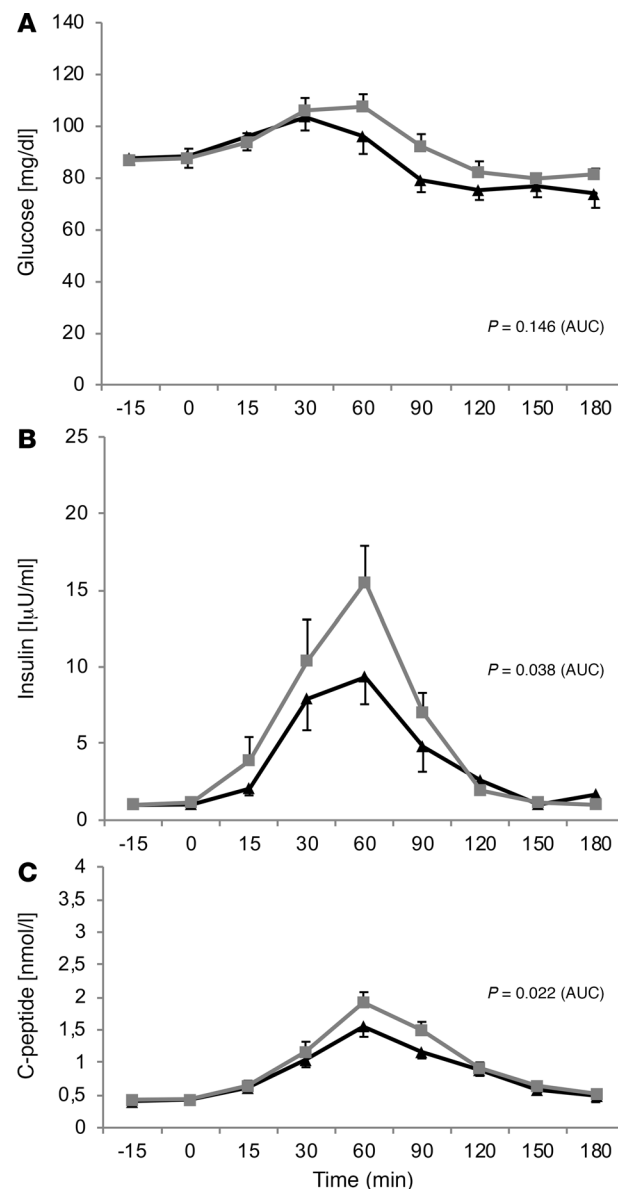 A
140
120
100
80
60
40
20
0
Glucose [mg/dl]
P = 0.146 (AUC)
-15 0 15 30 60 90 120 150 180
B
25
20
15
10
5
0
Insulin [IµU/ml]
P = 0.038 (AUC)
-15 0 15 30 60 90 120 150 180
C
4
3,5
3
2,5
2
1,5
1
0,5
0
C-peptide [nmol/l]
P = 0.022 (AUC)
-15 0 15 30 60 90 120 150 180
Time (min)